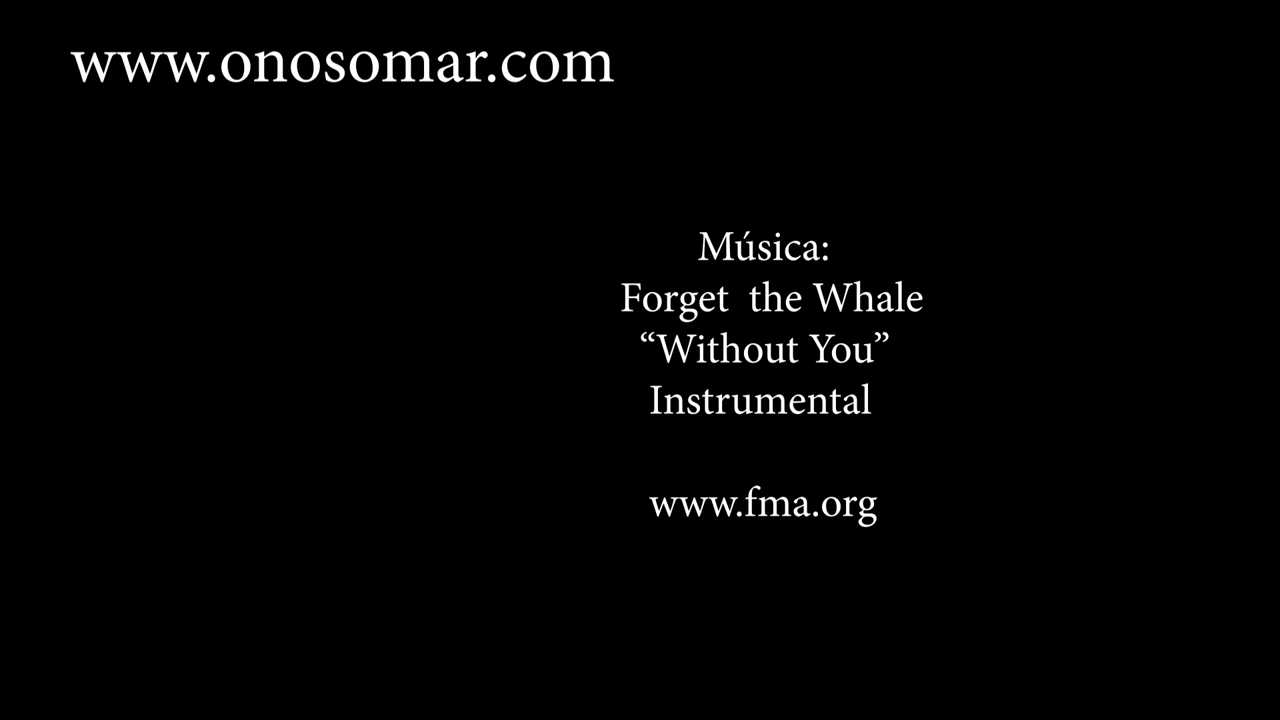 www.onosomar.com
Música:
Forget  the Whale
“Without You”
Instrumental
www.fma.org